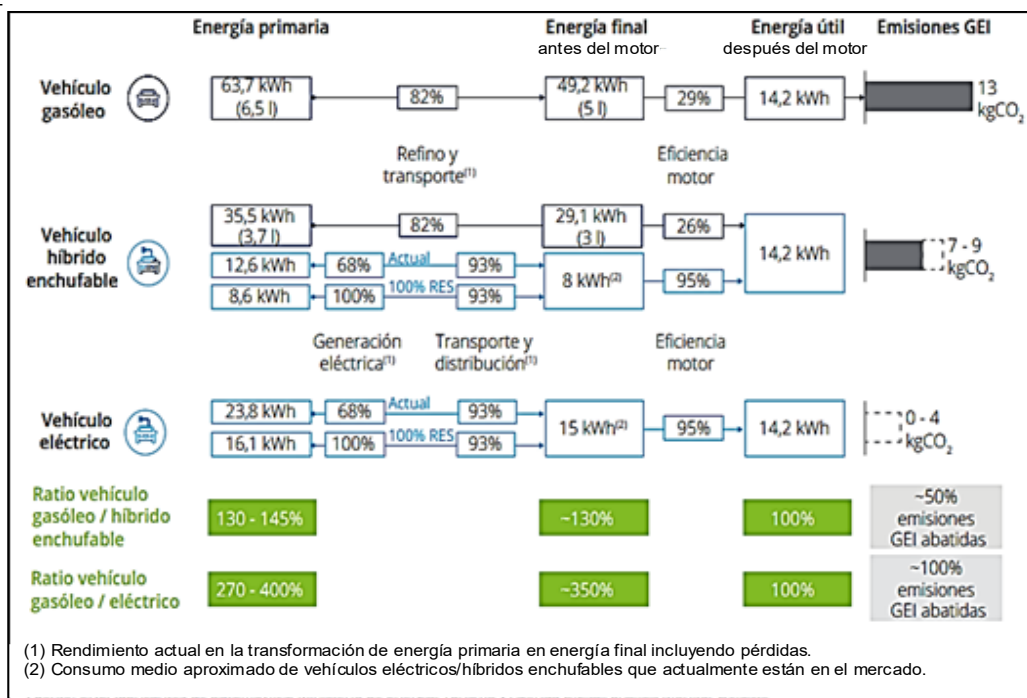 Energía primaria Energía final Energía útil Emisiones GEI
antes del motor después del motor
Vehículo gasóleo
63,7 kWh
(6,5 l)
82%
49,2 kWh
(5 l)
29%
14,2 kWh
13
kgCO₂
Refino y
transporte(1)
Eficiencia
motor
Vehículo
híbrido
enchufable
35,5 kWh
(3,7 l)
82%
29,1 kWh
(3 l)
26%
14,2 kWh
7 - 9
kgCO₂
12,6 kWh 68% Actual 93%
8 kWh(2) 95%
8,6 kWh 100% 100% RES 93%
Generación
eléctrica(1)
Transporte y
distribución(1)
Eficiencia
motor
Vehículo
eléctrico
23,8 kWh 68% Actual 93%
15 kWh(2) 95% 14,2 kWh
0 - 4
kgCO₂
16,1 kWh 100% 100% RES 93%
Ratio vehículo
gasóleo / híbrido
enchufable
130 - 145% ~130% 100%
~50%
emisiones
GEI abatidas
Ratio vehículo
gasóleo / eléctrico
270 - 400% ~350% 100%
~100%
emisiones
GEI abatidas
(1) Rendimiento actual en la transformación de energía primaria en energía final incluyendo pérdidas.
(2) Consumo medio aproximado de vehículos eléctricos/híbridos enchufables que actualmente están en el mercado.